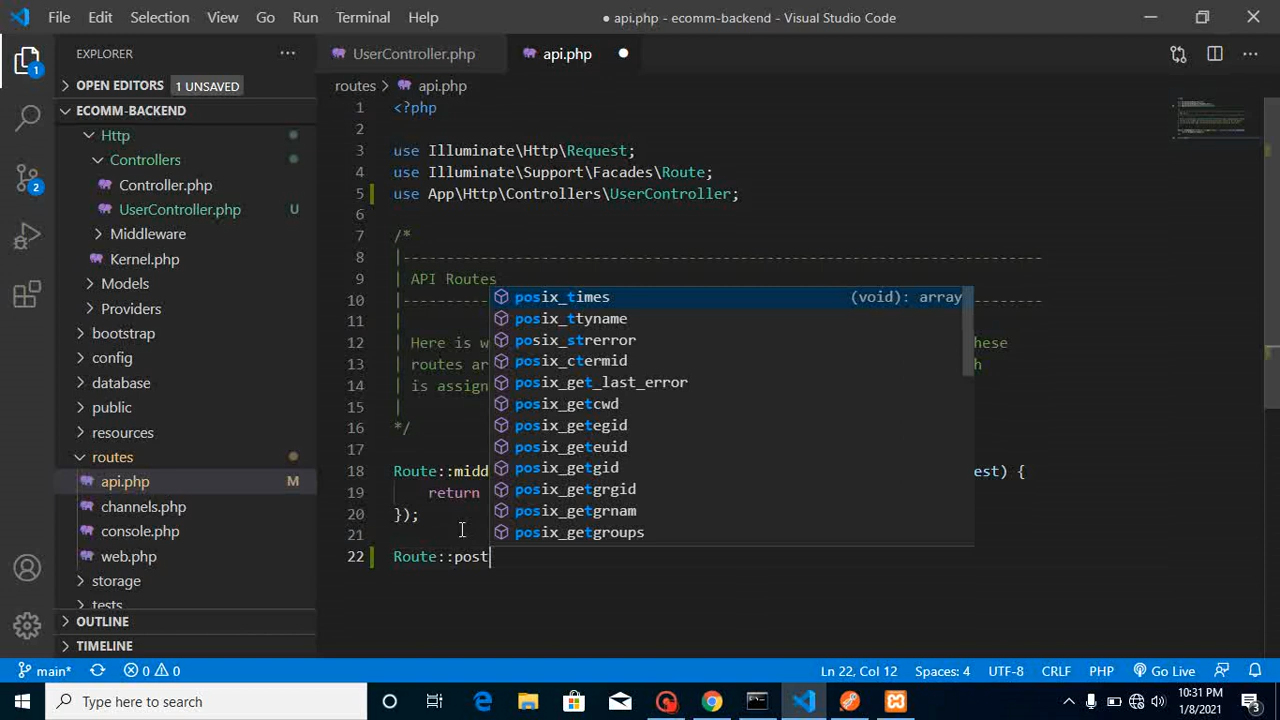 File Edit Selection View Go Run Terminal Help ● api.php - ecomm-backend - Visual Studio Code
EXPLORER ···
UserController.php api.php
OPEN EDITORS 1 UNSAVED
routes > api.php
ECOMM-BACKEND
Http
Controllers
Controller.php
UserController.php U
Middleware
Kernel.php
Models
Providers
bootstrap
config
database
public
resources
routes
api.php M
channels.php
console.php
web.php
storage
tests
OUTLINE
TIMELINE
1
1 <?php
2
3 use Illuminate\Http\Request;
4 use Illuminate\Support\Facades\Route;
5 use App\Http\Controllers\UserController;
6
7 /*
8 |--------------------------------------------------------------------------
9 | API Routes
10 |--------------------------------------------------------------------------
11 |
12 | Here is w hese
13 | routes ar h
14 | is assign
15 |
16 */
17
18 Route::midd est) {
19 return
20 });
21
22 Route::post
posix_times (void): array
posix_ttyname
posix_strerror
posix_ctermid
posix_get_last_error
posix_getcwd
posix_getegid
posix_geteuid
posix_getgid
posix_getgrgid
posix_getgrnam
posix_getgroups
2
main* 0 0 Ln 22, Col 12 Spaces: 4 UTF-8 CRLF PHP Go Live
Type here to search
10:31 PM
1/8/2021
3